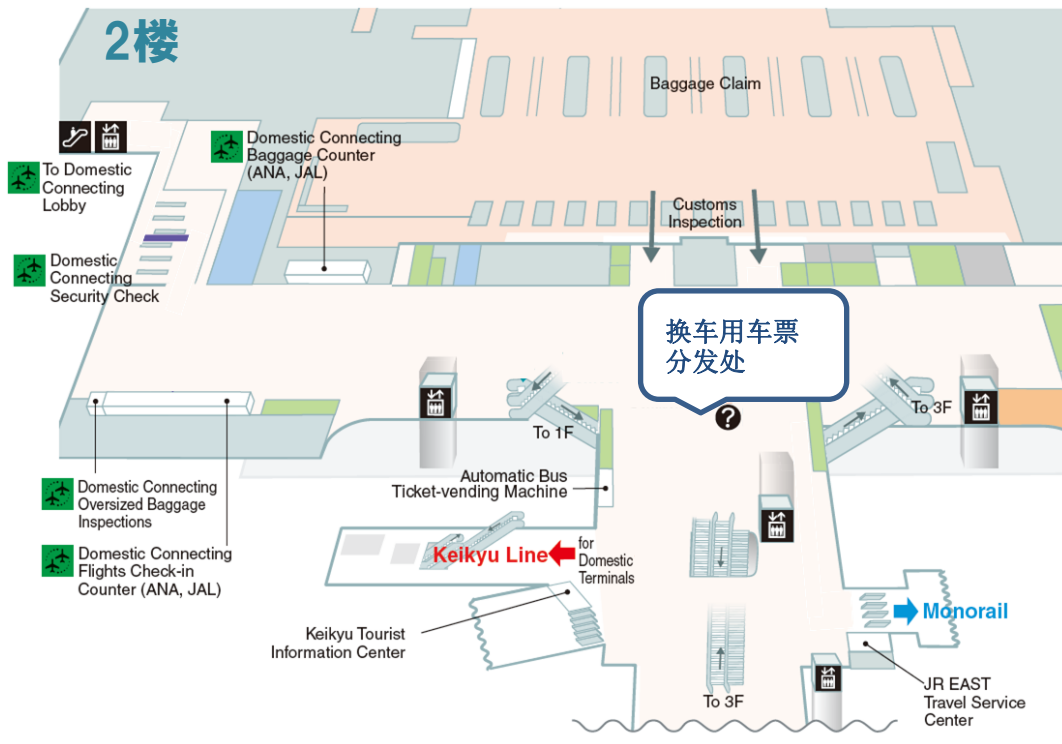 2楼
Baggage Claim
Domestic Connecting
Baggage Counter
(ANA, JAL)
To Domestic
Connecting
Lobby
Customs
Inspection
Domestic
Connecting
Security Check
换车用车票
分发处
?
To 1F
To 3F
Automatic Bus
Ticket-vending Machine
Domestic Connecting
Oversized Baggage
Inspections
Domestic Connecting
Flights Check-in
Counter (ANA, JAL)
Keikyu Line
for
Domestic
Terminals
Monorail
Keikyu Tourist
Information Center
To 3F
JR EAST
Travel Service
Center